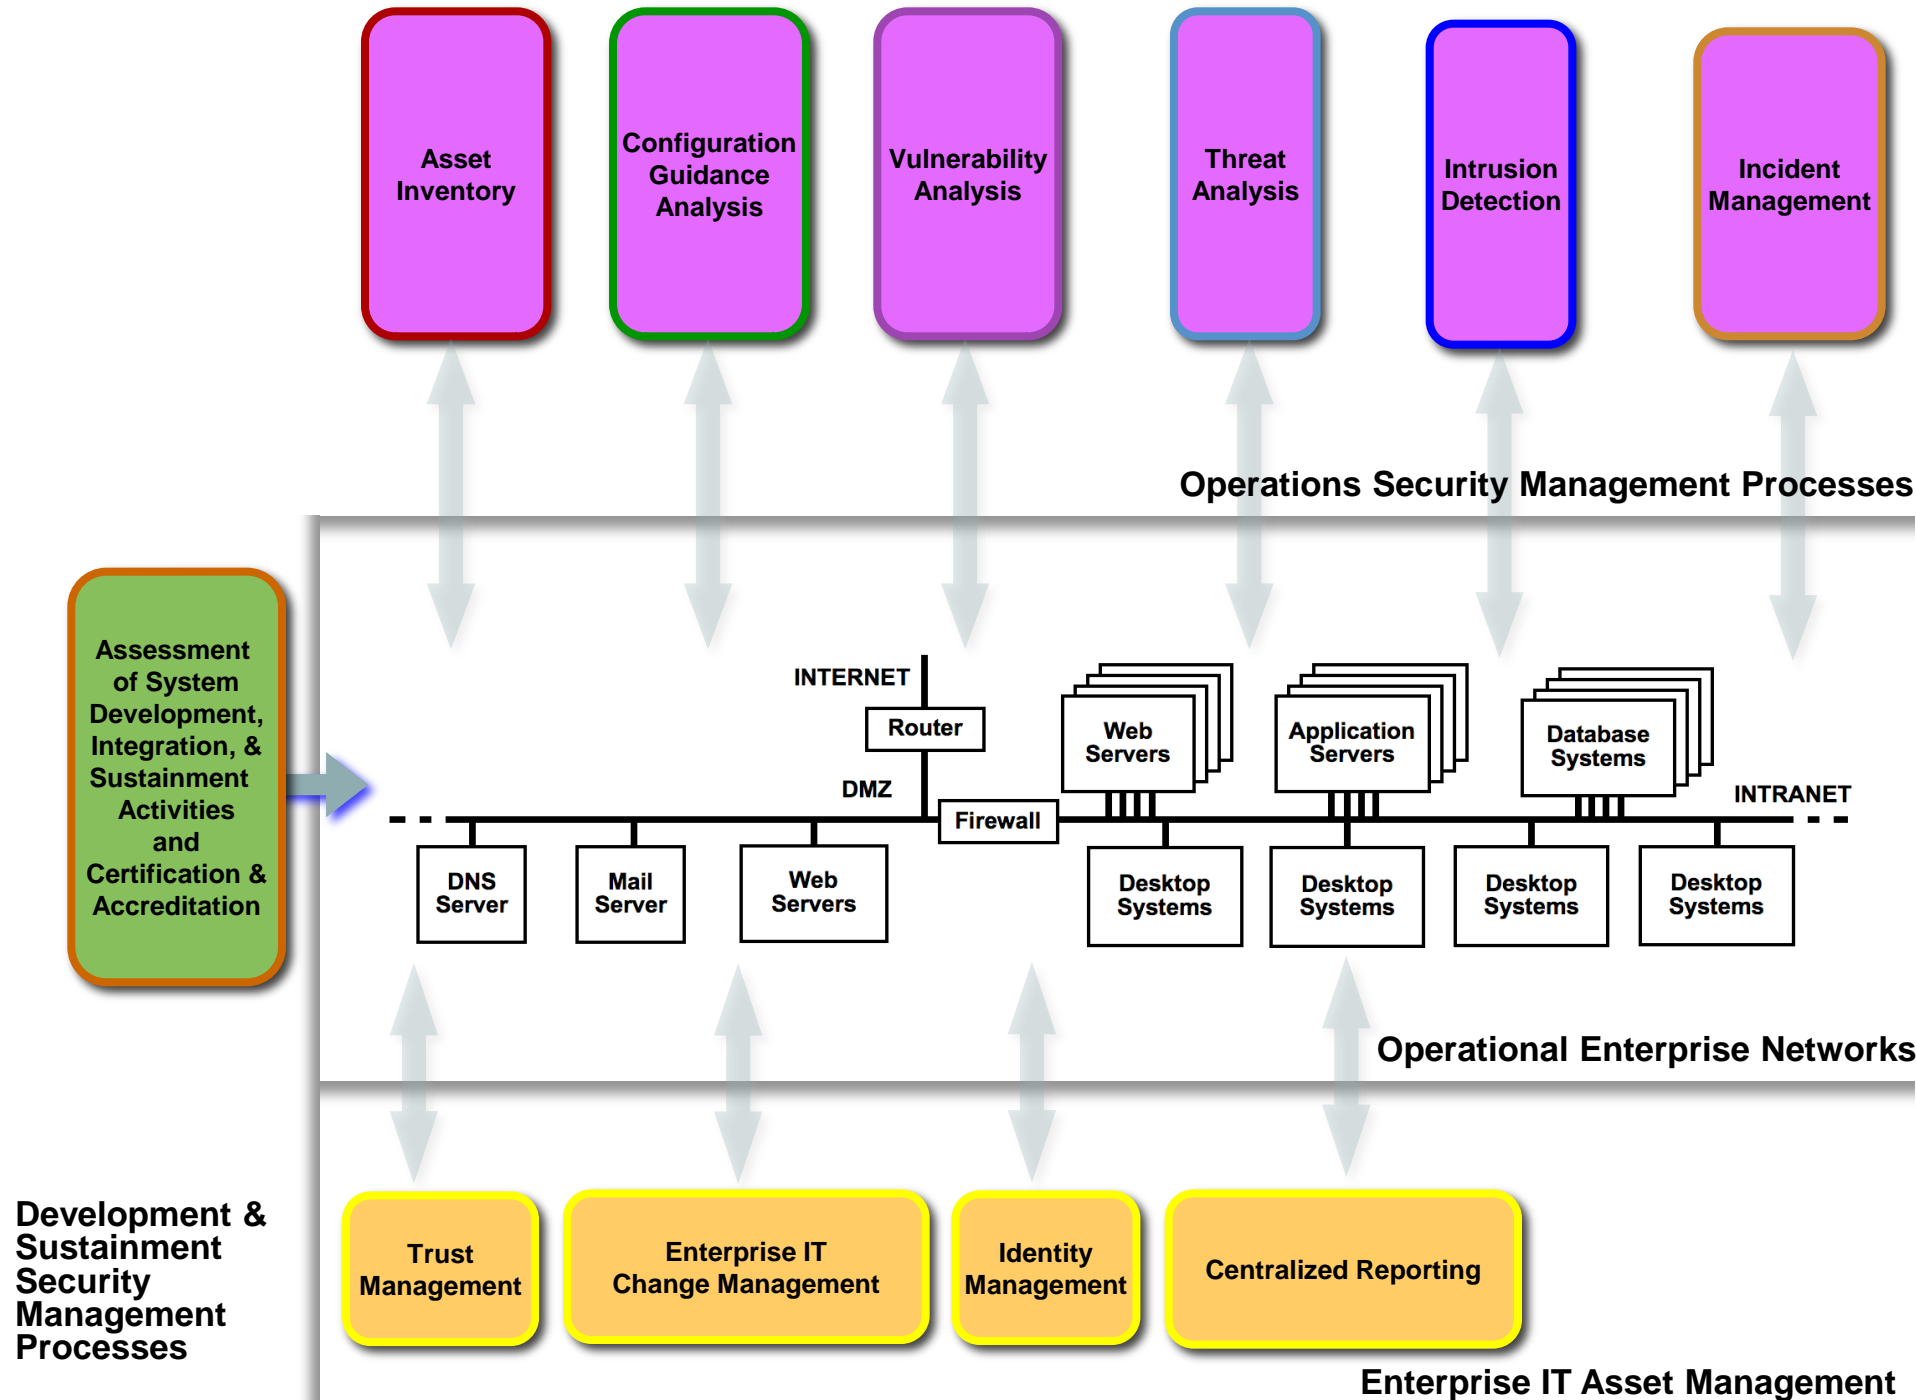 Asset
Inventory
Configuration
Guidance
Analysis
Vulnerability
Analysis
Threat
Analysis
Intrusion
Detection
Incident
Management
Operations Security Management Processes
Assessment
of System
Development,
Integration, &
Sustainment
Activities
and
Certification &
Accreditation
INTERNET
Router
DMZ
Firewall
Web
Servers
Application
Servers
Database
Systems
INTRANET
DNS
Server
Mail
Server
Web
Servers
Desktop
Systems
Desktop
Systems
Desktop
Systems
Desktop
Systems
Operational Enterprise Networks
Development &
Sustainment
Security
Management
Processes
Trust
Management
Enterprise IT
Change Management
Identity
Management
Centralized Reporting
Enterprise IT Asset Management